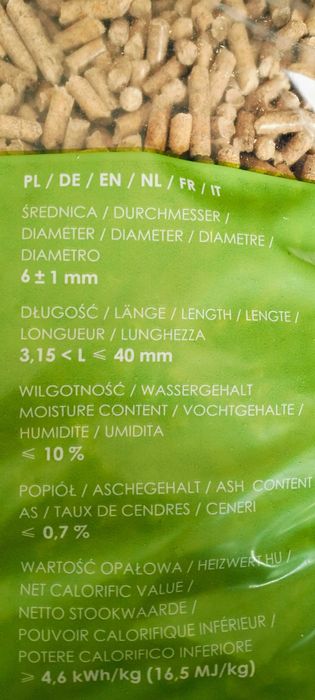 PL / DE / EN / NL / FR / IT
ŚREDNICA / DURCHMESSER /
DIAMETER / DIAMETER / DIAMETRE /
DIAMETRO
6 ± 1 mm
DŁUGOŚĆ / LÄNGE / LENGTH / LENGTE /
LONGUEUR / LUNGHEZZA
3,15 < L ⩽ 40 mm
WILGOTNOŚĆ / WASSERGEHALT
MOISTURE CONTENT / VOCHTGEHALTE /
HUMIDITE / UMIDITA
⩽ 10 %
POPIÓŁ / ASCHEGEHALT / ASH CONTENT
AS / TAUX DE CENDRES / CENERI
⩽ 0,7 %
WARTOŚĆ OPAŁOWA / HEIZWERT HU /
NET CALORIFIC VALUE /
NETTO STOOKWAARDE /
POUVOIR CALORIFIQUE INFÉRIEUR /
POTERE CALORIFICO INFERIORE
⩾ 4,6 kWh/kg (16,5 MJ/kg)